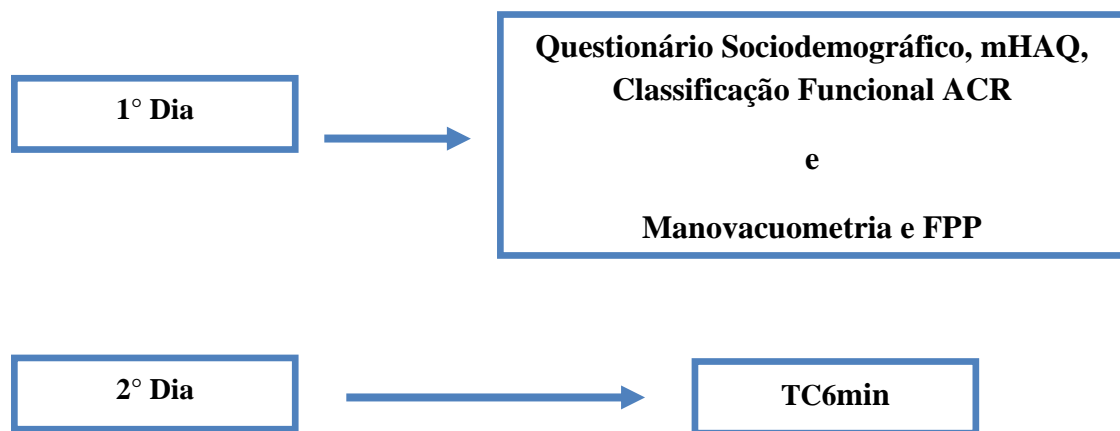 1° Dia
Questionário Sociodemográfico, mHAQ,
Classificação Funcional ACR
e
Manovacuometria e FPP
2° Dia
TC6min